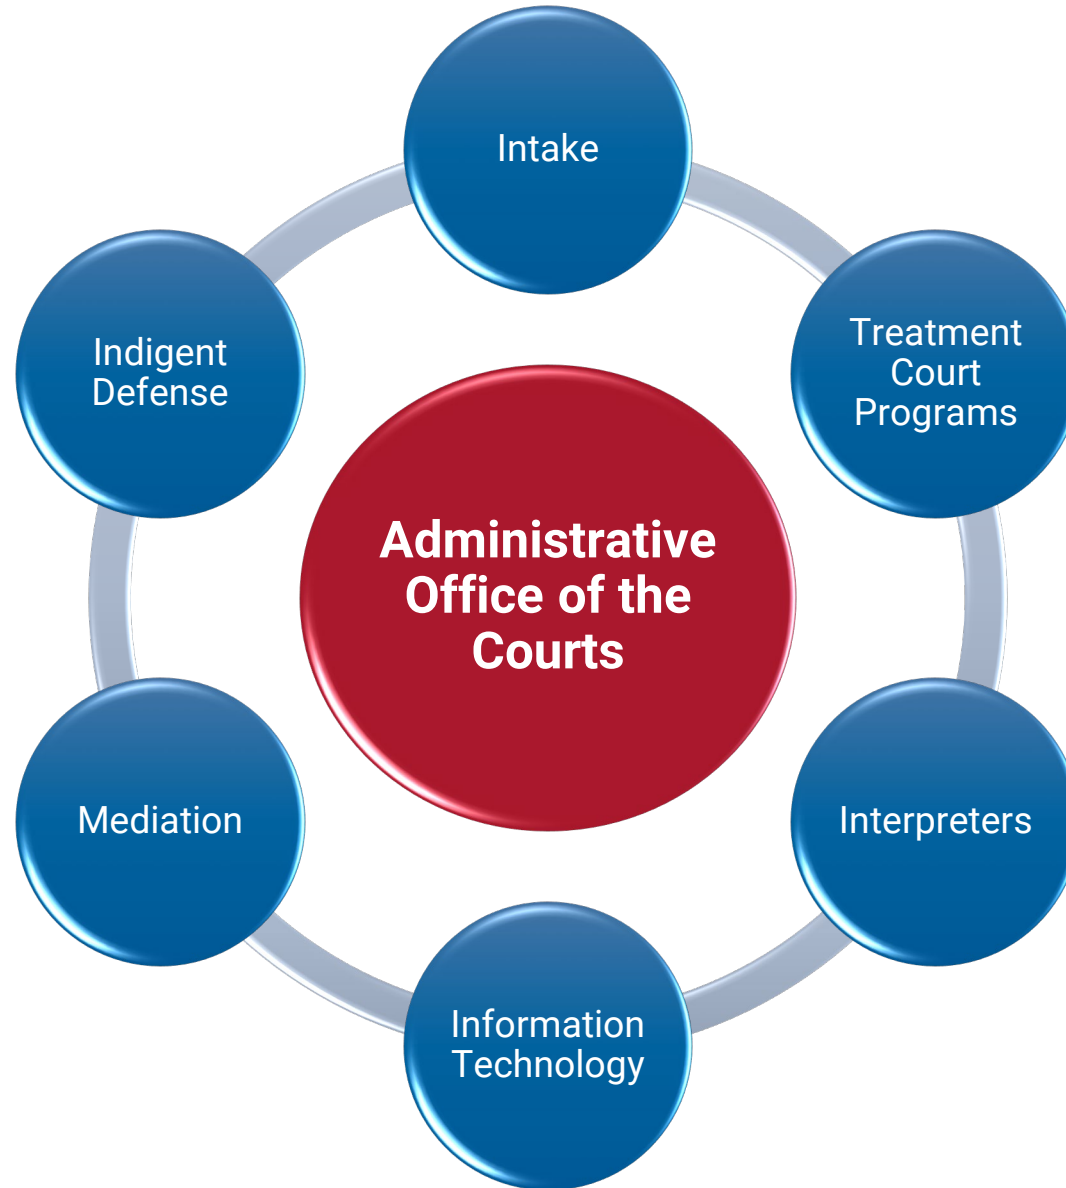 Intake
Treatment
Court
Programs
Indigent
Defense
Administrative
Office of the
Courts
Mediation
Interpreters
Information
Technology